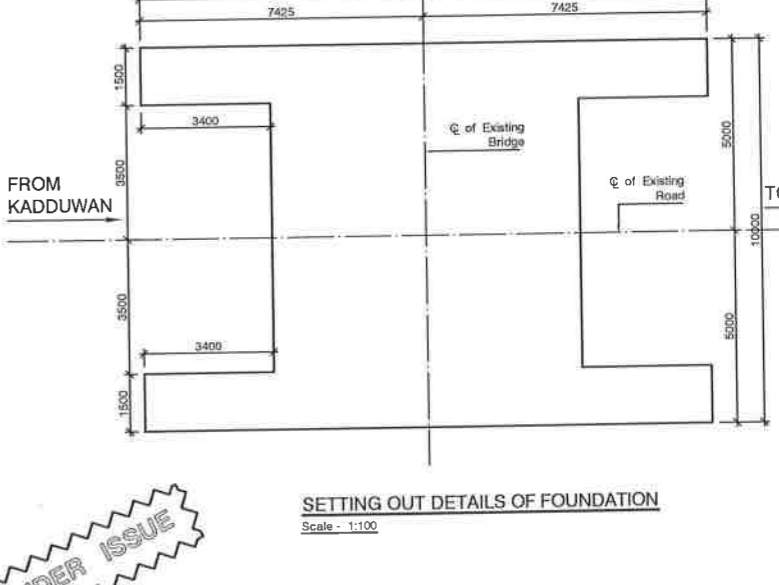 7425
7425
1500
3400
3500
℄ of Existing
Bridge
5000
FROM
KADDUWAN
℄ of Existing
Road
10000
3500
3400
5000
1500
SETTING OUT DETAILS OF FOUNDATION
Scale - 1:100
ISSUE